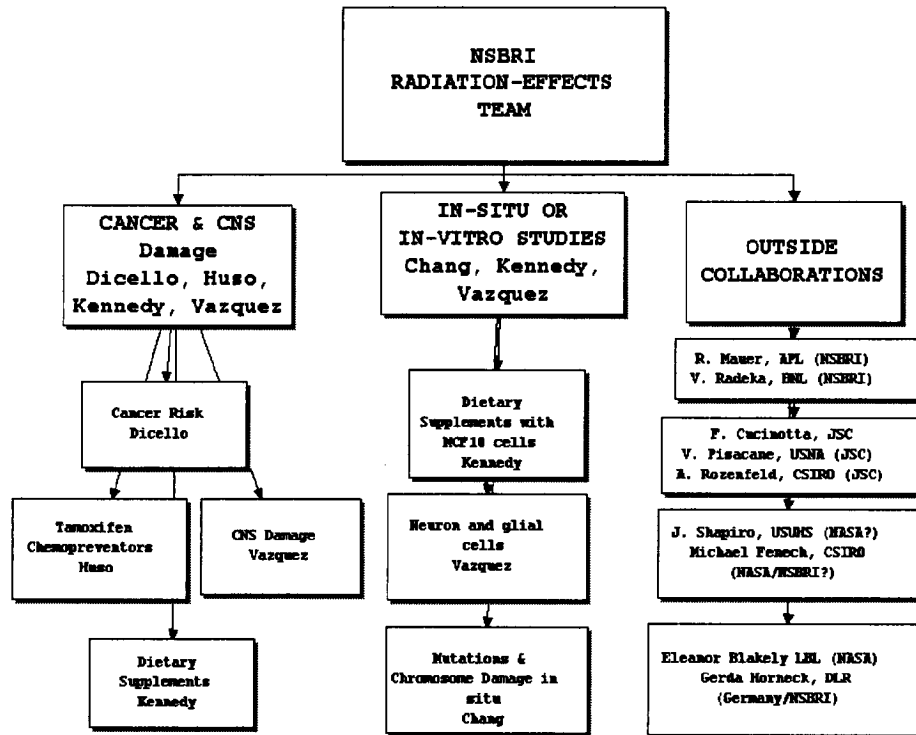 NSBRI
RADIATION-EFFECTS
TEAM
CANCER & CNS
Damage
Dicello, Huso,
Kennedy, Vazquez
IN-SITU OR
IN-VITRO STUDIES
Chang, Kennedy,
Vazquez
OUTSIDE
COLLABORATIONS
Cancer Risk
Dicello
Tamoxifen
Chemopreventors
Huso
CNS Damage
Vazquez
Dietary
Supplements
Kennedy
Dietary
Supplements with
MCF10 cells
Kennedy
Neuron and glial
cells
Vazquez
Mutations &
Chromosome Damage in
situ
Chang
R. Mauer, APL (NSBRI)
V. Radeka, BNL (NSBRI)
F. Cucinotta, JSC
V. Pisacane, USNA (JSC)
A. Rozenfeld, CSIRO (JSC)
J. Shapiro, USUHS (NASA?)
Michael Fenech, CSIRO
(NASA/NSBRI?)
Eleanor Blakely LBL (NASA)
Gerda Horneck, DLR
(Germany/NSBRI)